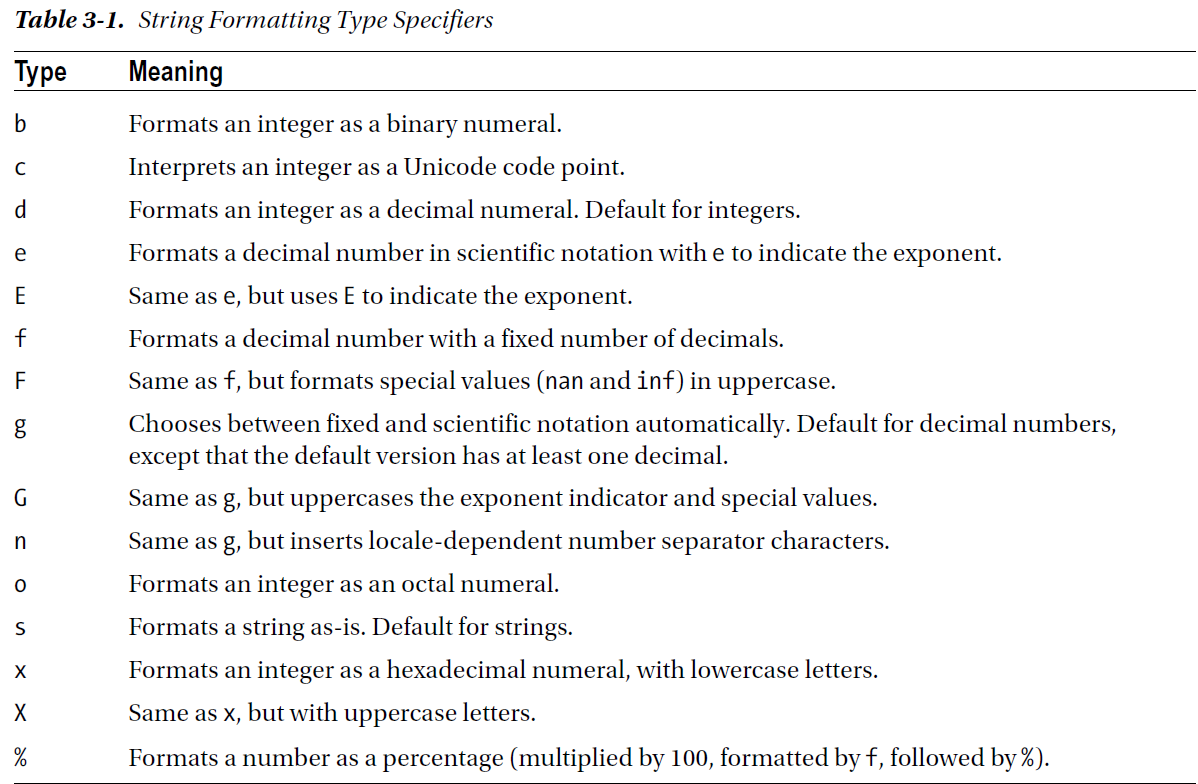 Table 3-1. String Formatting Type Specifiers
Type Meaning
b Formats an integer as a binary numeral.
c Interprets an integer as a Unicode code point.
d Formats an integer as a decimal numeral. Default for integers.
e Formats a decimal number in scientific notation with e to indicate the exponent.
E Same as e, but uses E to indicate the exponent.
f Formats a decimal number with a fixed number of decimals.
F Same as f, but formats special values (nan and inf) in uppercase.
g Chooses between fixed and scientific notation automatically. Default for decimal numbers,
except that the default version has at least one decimal.
G Same as g, but uppercases the exponent indicator and special values.
n Same as g, but inserts locale-dependent number separator characters.
o Formats an integer as an octal numeral.
s Formats a string as-is. Default for strings.
x Formats an integer as a hexadecimal numeral, with lowercase letters.
X Same as x, but with uppercase letters.
% Formats a number as a percentage (multiplied by 100, formatted by f, followed by %).